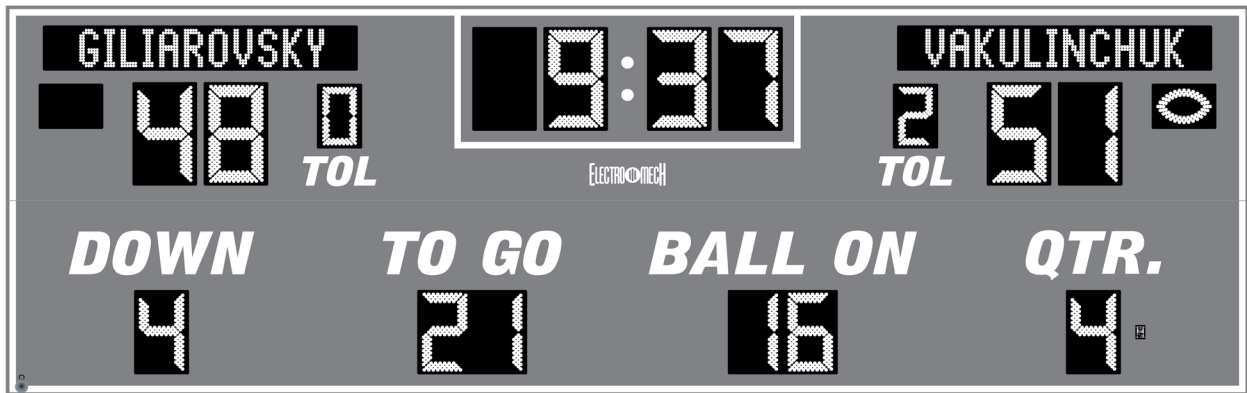 GILIAROVSKY 9:37 VAKULINCHUK
48 0 2 51
TOL ELECTRO MECH TOL
DOWN TO GO BALL ON QTR.
4 21 16 4